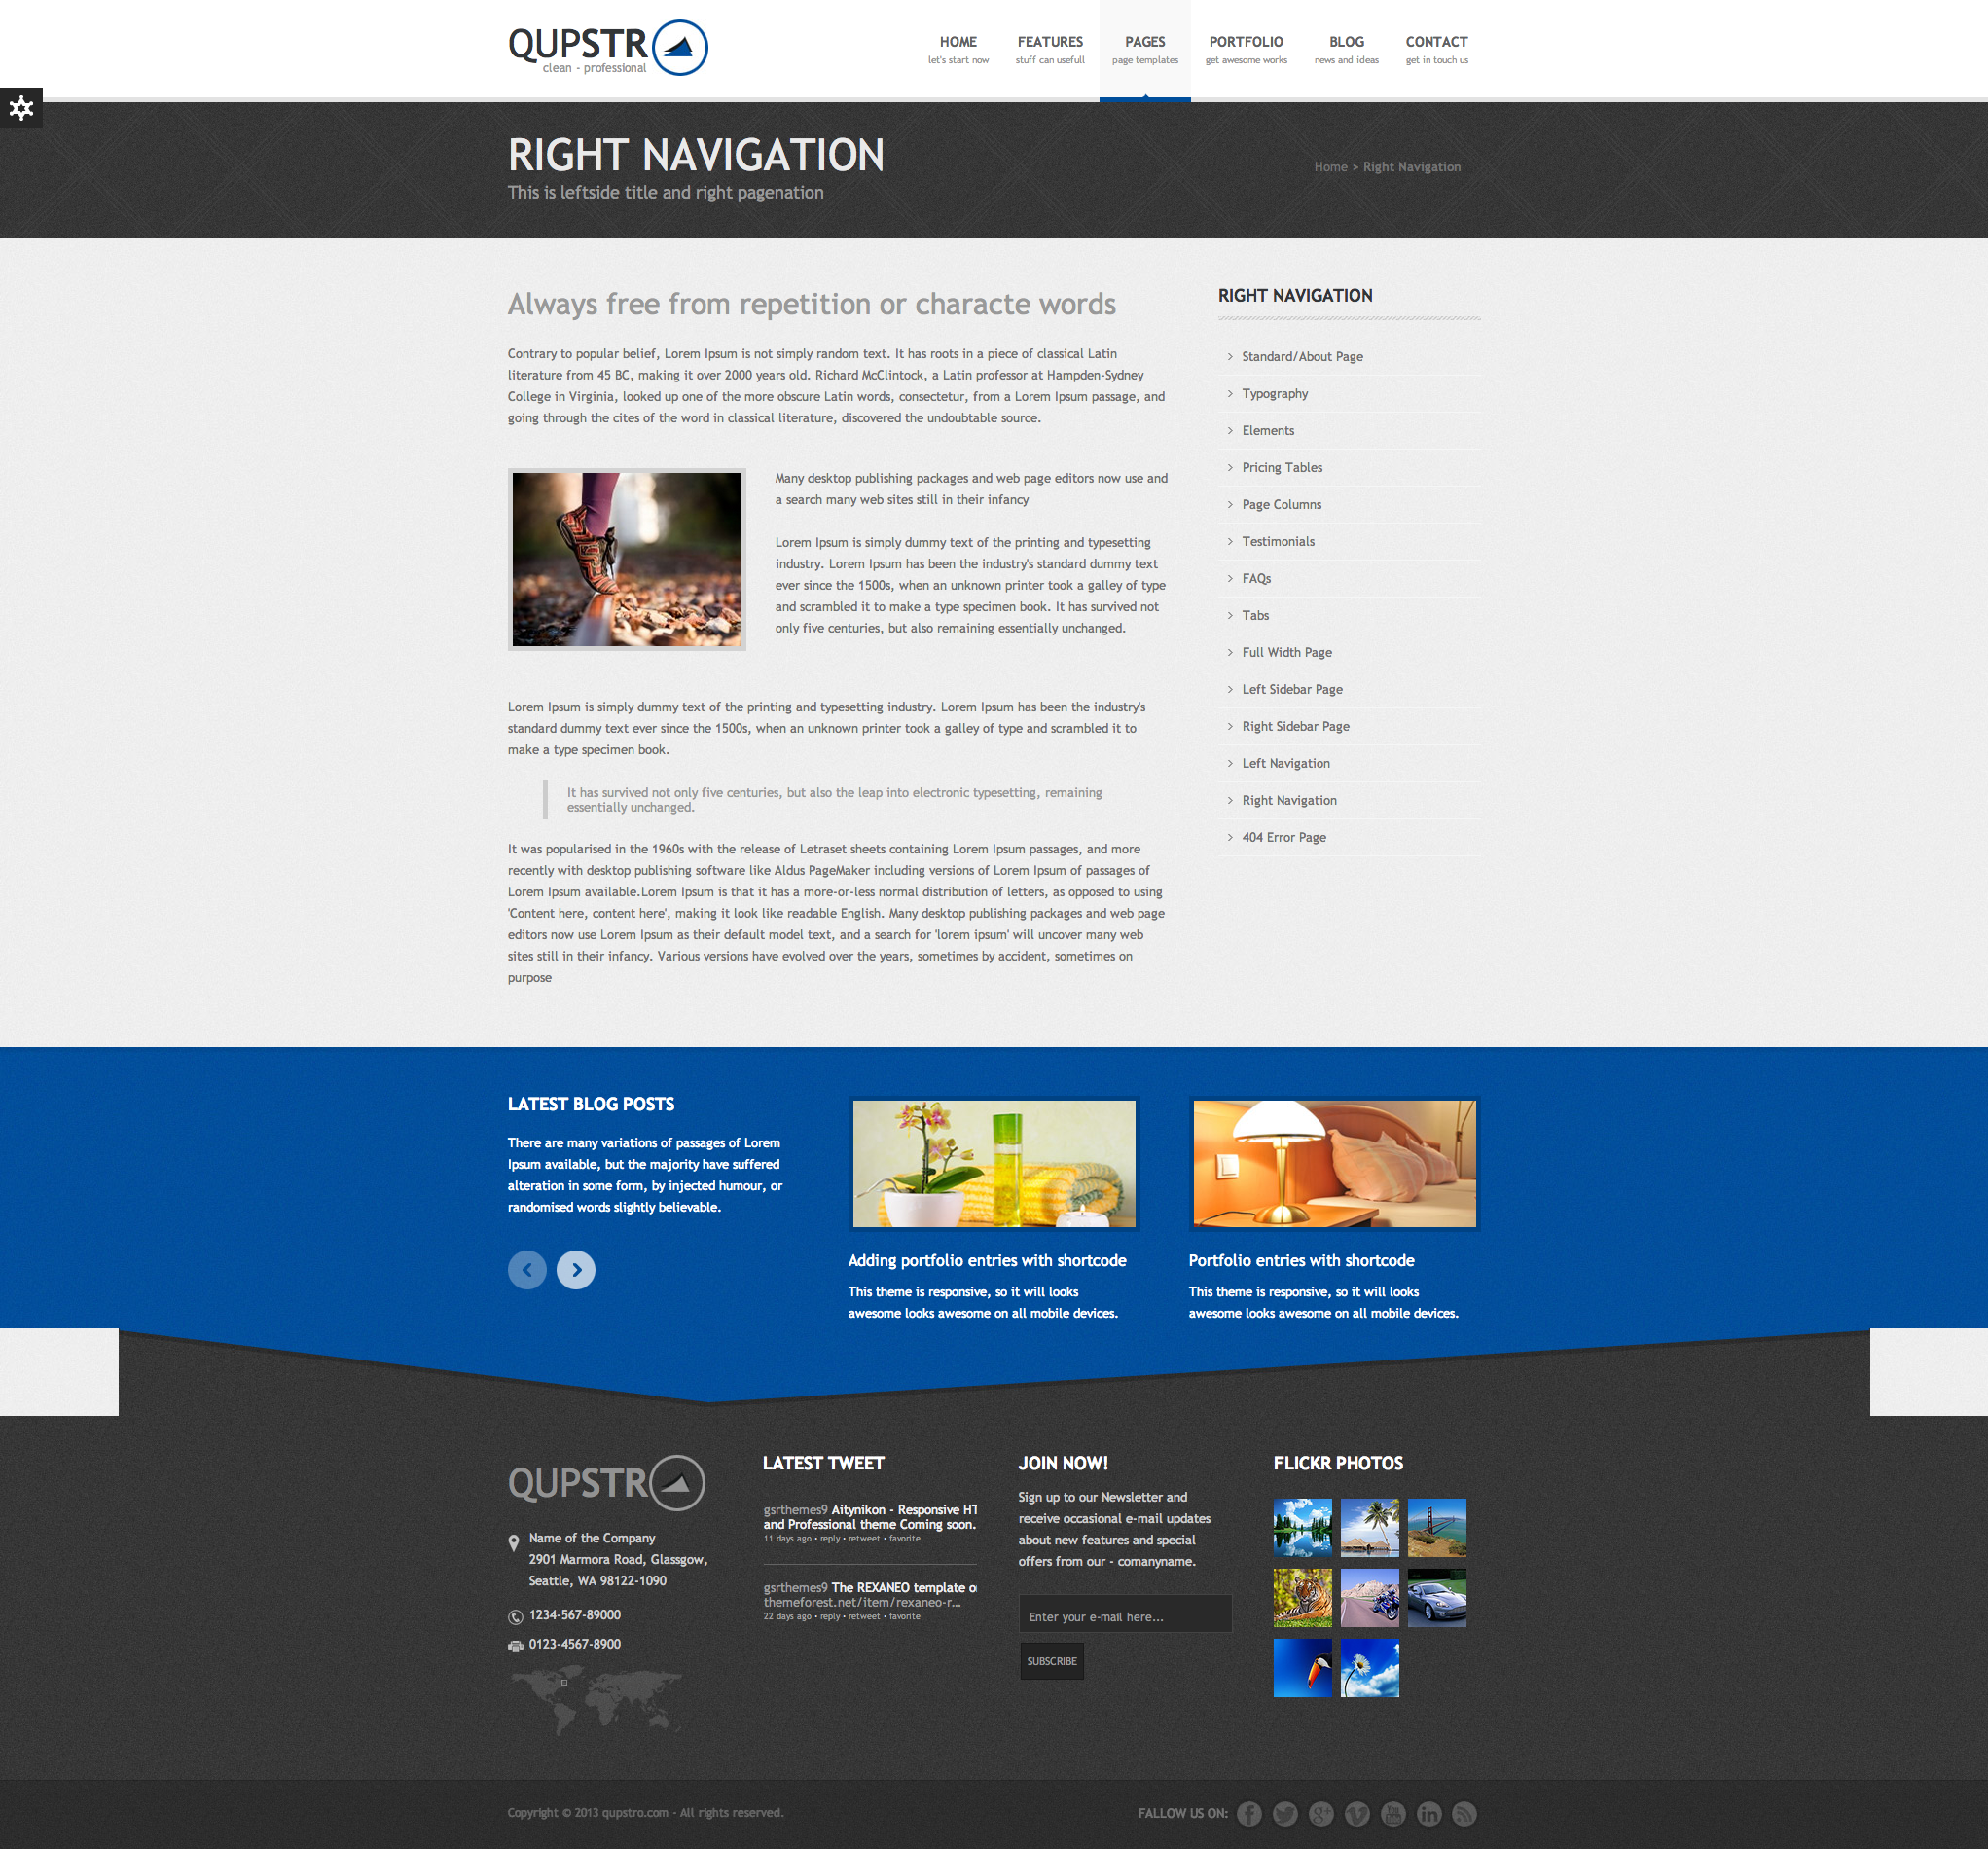 QUPSTR
clean - professional
HOME
let's start now
FEATURES
stuff can usefull
PAGES
page templates
PORTFOLIO
get awesome works
BLOG
news and ideas
CONTACT
get in touch us
RIGHT NAVIGATION
This is leftside title and right pagenation
Home > Right Navigation
Always free from repetition or characte words
Contrary to popular belief, Lorem Ipsum is not simply random text. It has roots in a piece of classical Latin
literature from 45 BC, making it over 2000 years old. Richard McClintock, a Latin professor at Hampden-Sydney
College in Virginia, looked up one of the more obscure Latin words, consectetur, from a Lorem Ipsum passage, and
going through the cites of the word in classical literature, discovered the undoubtable source.
Many desktop publishing packages and web page editors now use and
a search many web sites still in their infancy
Lorem Ipsum is simply dummy text of the printing and typesetting
industry. Lorem Ipsum has been the industry's standard dummy text
ever since the 1500s, when an unknown printer took a galley of type
and scrambled it to make a type specimen book. It has survived not
only five centuries, but also remaining essentially unchanged.
Lorem Ipsum is simply dummy text of the printing and typesetting industry. Lorem Ipsum has been the industry's
standard dummy text ever since the 1500s, when an unknown printer took a galley of type and scrambled it to
make a type specimen book.
It has survived not only five centuries, but also the leap into electronic typesetting, remaining
essentially unchanged.
It was popularised in the 1960s with the release of Letraset sheets containing Lorem Ipsum passages, and more
recently with desktop publishing software like Aldus PageMaker including versions of Lorem Ipsum of passages of
Lorem Ipsum available.Lorem Ipsum is that it has a more-or-less normal distribution of letters, as opposed to using
'Content here, content here', making it look like readable English. Many desktop publishing packages and web page
editors now use Lorem Ipsum as their default model text, and a search for 'lorem ipsum' will uncover many web
sites still in their infancy. Various versions have evolved over the years, sometimes by accident, sometimes on
purpose
RIGHT NAVIGATION
Standard/About Page
Typography
Elements
Pricing Tables
Page Columns
Testimonials
FAQs
Tabs
Full Width Page
Left Sidebar Page
Right Sidebar Page
Left Navigation
Right Navigation
404 Error Page
LATEST BLOG POSTS
There are many variations of passages of Lorem
Ipsum available, but the majority have suffered
alteration in some form, by injected humour, or
randomised words slightly believable.
Adding portfolio entries with shortcode
This theme is responsive, so it will looks
awesome looks awesome on all mobile devices.
Portfolio entries with shortcode
This theme is responsive, so it will looks
awesome looks awesome on all mobile devices.
QUPSTR
Name of the Company
2901 Marmora Road, Glassgow,
Seattle, WA 98122-1090
1234-567-89000
0123-4567-8900
LATEST TWEET
gsrthemes9 Aitynikon - Responsive HT
and Professional theme Coming soon.
11 days ago • reply • retweet • favorite
gsrthemes9 The REXANEO template o
themeforest.net/item/rexaneo-r...
22 days ago • reply • retweet • favorite
JOIN NOW!
Sign up to our Newsletter and
receive occasional e-mail updates
about new features and special
offers from our - comanyname.
Enter your e-mail here...
SUBSCRIBE
FLICKR PHOTOS
Copyright © 2013 qupstra.com - All rights reserved.
FALLOW US ON: